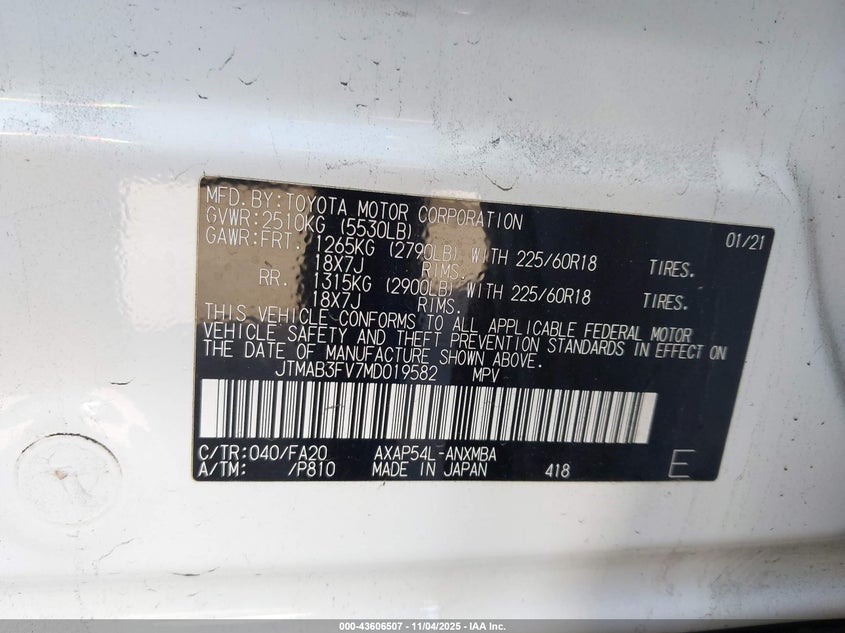 MFD. BY: TOYOTA MOTOR CORPORATION 01/21
GVWR: 2510KG (5530LB)
GAWR: FRT. 1265KG (2790LB) WITH 225/60R18 TIRES.
18X7J RIMS.
RR. 1315KG (2900LB) WITH 225/60R18 TIRES.
18X7J RIMS.
THIS VEHICLE CONFORMS TO ALL APPLICABLE FEDERAL MOTOR
VEHICLE SAFETY AND THEFT PREVENTION STANDARDS IN EFFECT ON
THE DATE OF MANUFACTURE SHOWN ABOVE.
JTMAB3FV7MD019582 MPV
C/TR: 040/FA20 AXAP54L-ANXMBA
A/TM: /P810 MADE IN JAPAN 418 E
000-43606507 - 11/04/2025 - IAA Inc.